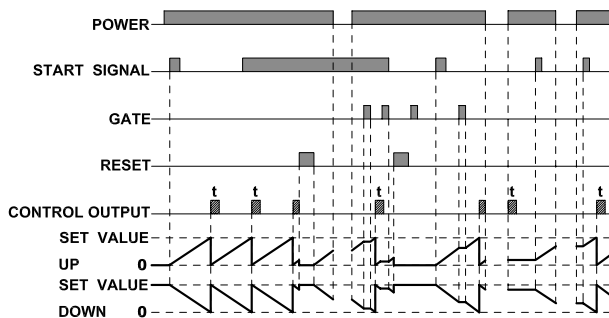 POWER
START SIGNAL
GATE
RESET
t t t t t
CONTROL OUTPUT
SET VALUE
UP 0
SET VALUE
DOWN 0